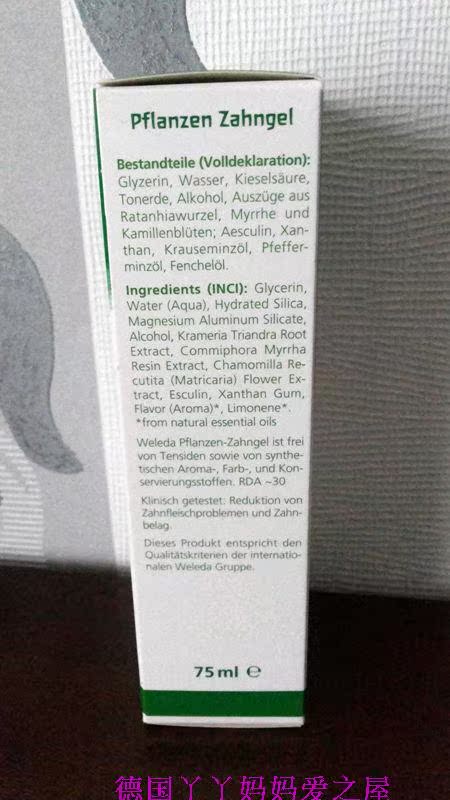 Pflanzen Zahngel
Bestandteile (Volldeklaration):
Glyzerin, Wasser, Kieselsäure,
Tonerde, Alkohol, Auszüge aus
Ratanhiawurzel, Myrrhe und
Kamillenblüten; Aesculin, Xan-
than, Krauseminzöl, Pfeffer-
minzöl, Fenchelöl.
Ingredients (INCI): Glycerin,
Water (Aqua), Hydrated Silica,
Magnesium Aluminum Silicate,
Alcohol, Krameria Triandra Root
Extract, Commiphora Myrrha
Resin Extract, Chamomilla Re-
cutita (Matricaria) Flower Ex-
tract, Esculin, Xanthan Gum,
Flavor (Aroma)*, Limonene*.
*from natural essential oils
Weleda Pflanzen-Zahngel ist frei
von Tensiden sowie von synthe-
tischen Aroma-, Farb-, und Kon-
servierungsstoffen. RDA ~30
Klinisch getestet: Reduktion von
Zahnfleischproblemen und Zahn-
belag.
Dieses Produkt entspricht den
Qualitätskriterien der internatio-
nalen Weleda Gruppe.
75 ml ℮
德国丫丫妈妈爱之屋